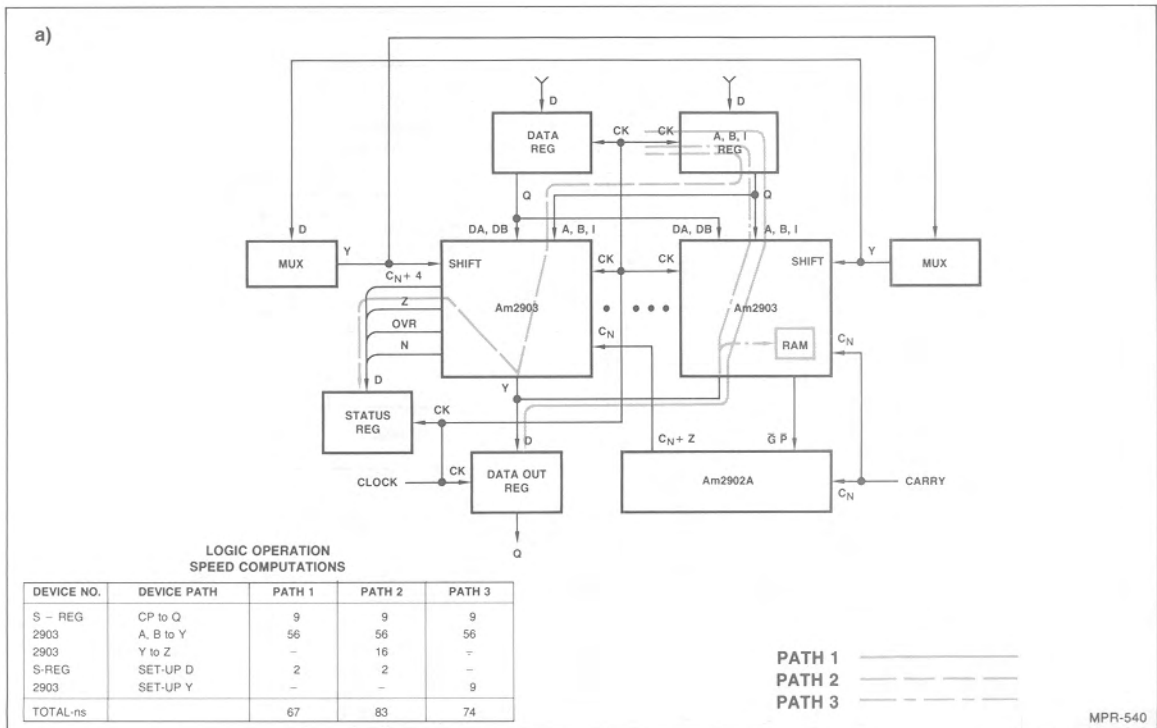 a)
D
D
DATA
REG
CK
CK
A, B, I
REG
Q
Q
D
DA, DB
A, B, I
DA, DB
A, B, I
MUX
Y
SHIFT
CK
CK
SHIFT
Y
MUX
CN + 4
Z
Am2903
Am2903
OVR
CN
RAM
CN
N
D
Y
STATUS
REG
CK
D
CN + Z
G̅ P̅
CLOCK
CK
DATA OUT
REG
Am2902A
CN
CARRY
Q
LOGIC OPERATION
SPEED COMPUTATIONS
DEVICE NO. DEVICE PATH PATH 1 PATH 2 PATH 3
S – REG CP to Q 9 9 9
2903 A, B to Y 56 56 56
2903 Y to Z – 16 –
S-REG SET-UP D 2 2 –
2903 SET-UP Y – – 9
TOTAL-ns 67 83 74
PATH 1
PATH 2
PATH 3
MPR-540